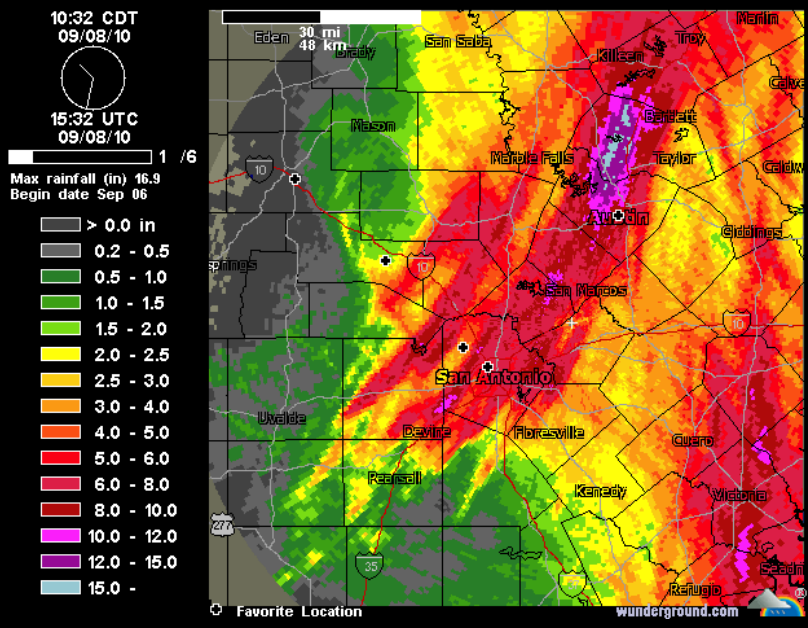 10:32 CDT
09/08/10
15:32 UTC
09/08/10
1 /6
Max rainfall (in) 16.9
Begin date Sep 06
> 0.0 in
0.2 - 0.5
0.5 - 1.0
1.0 - 1.5
1.5 - 2.0
2.0 - 2.5
2.5 - 3.0
3.0 - 4.0
4.0 - 5.0
5.0 - 6.0
6.0 - 8.0
8.0 - 10.0
10.0 - 12.0
12.0 - 15.0
15.0 -
30 mi
48 km
Marlin
Eden
Brady
San Saba
Troy
Killeen
Calve
Bartlett
Mason
Marble Falls
Taylor
Caldw
10
Austin
Giddings
springs
10
San Marcos
10
San Antonio
Uvalde
Devine
Floresville
Cuero
Pearsall
Kenedy
Victoria
277
35
Seadri
Refugio
Favorite Location
wunderground.com